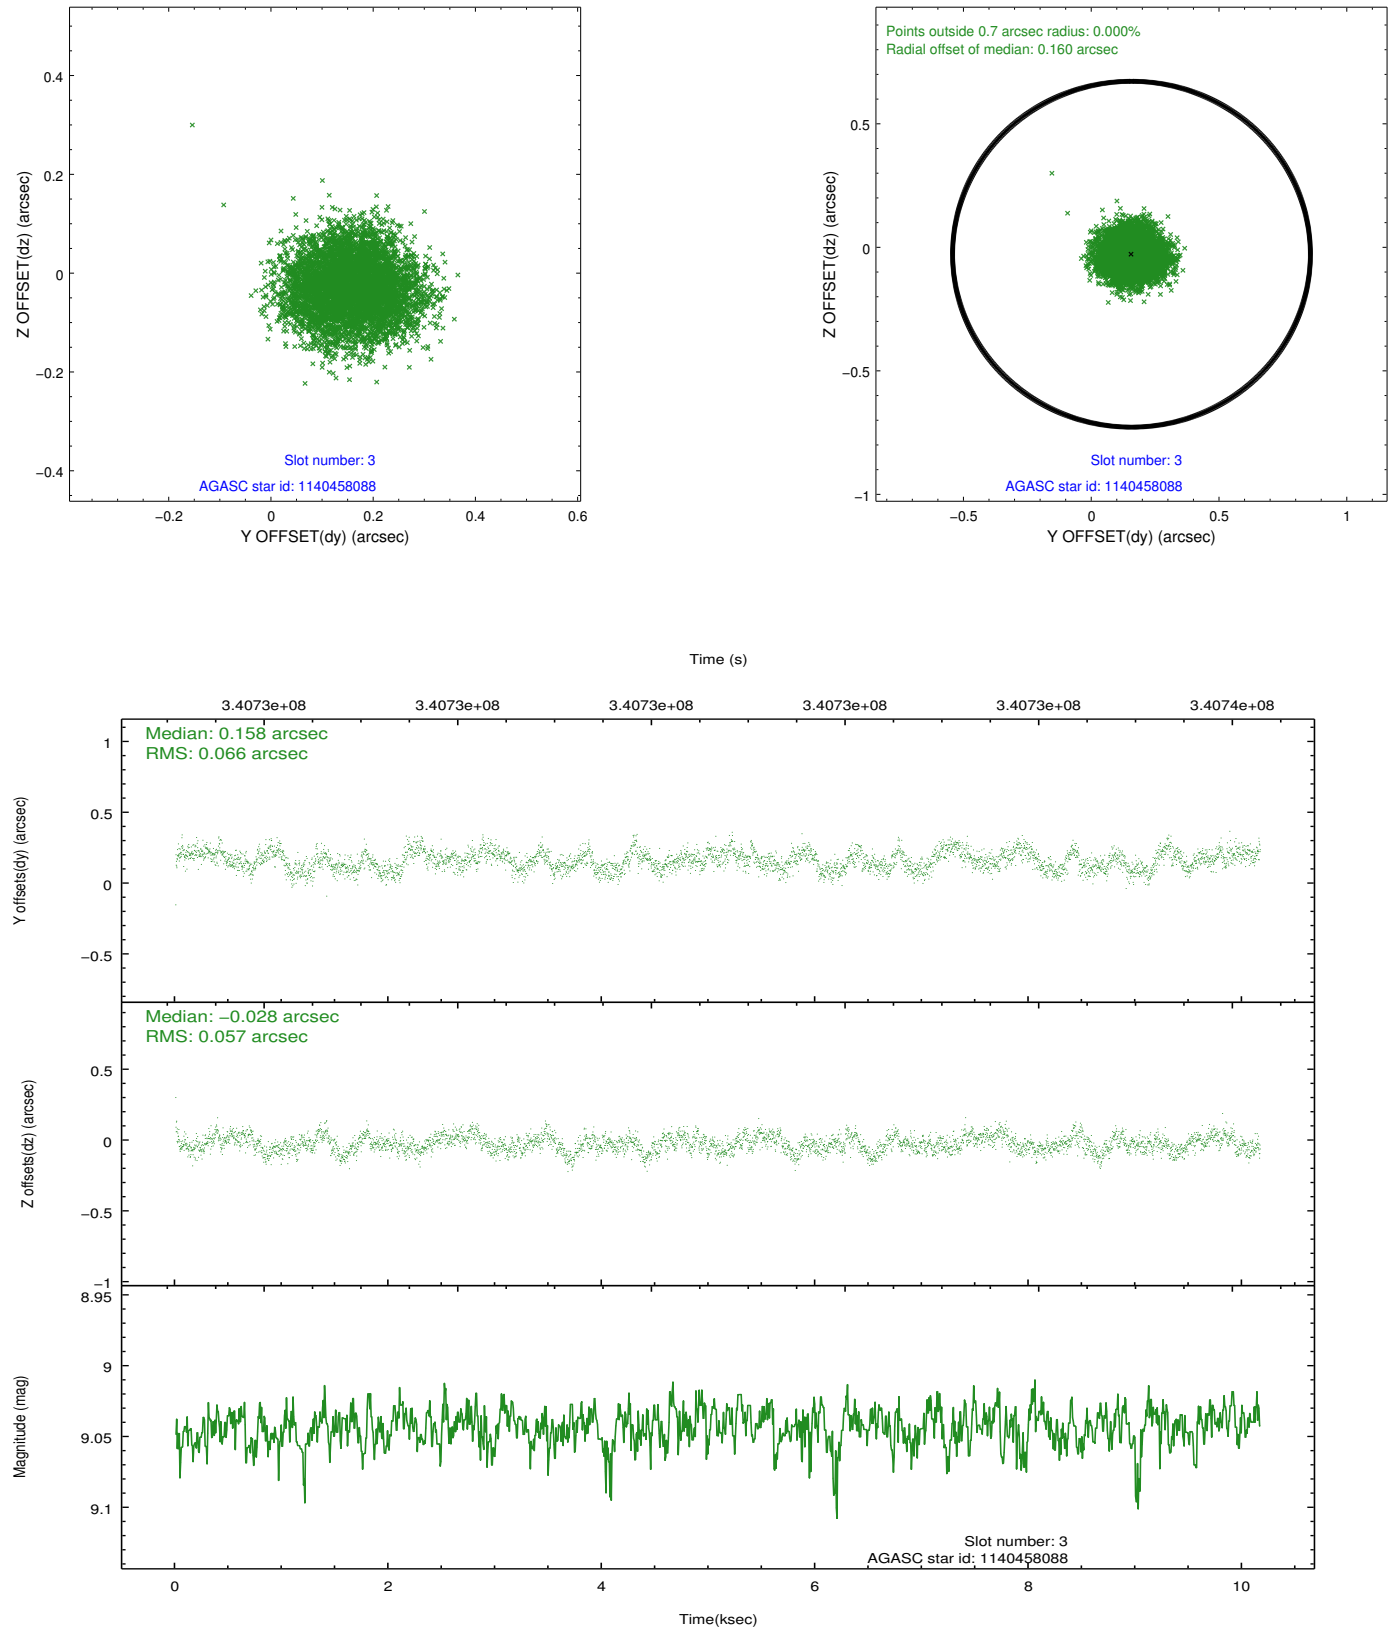 0.4
0.2
0
−0.2
−0.4
Z OFFSET(dz) (arcsec)
Slot number: 3
AGASC star id: 1140458088
−0.2 0 0.2 0.4 0.6
Y OFFSET(dy) (arcsec)
Points outside 0.7 arcsec radius: 0.000%
Radial offset of median: 0.160 arcsec
0.5
0
−0.5
−1
Z OFFSET(dz) (arcsec)
Slot number: 3
AGASC star id: 1140458088
−0.5 0 0.5 1
Y OFFSET(dy) (arcsec)
Time (s)
3.4073e+08 3.4073e+08 3.4073e+08 3.4073e+08 3.4073e+08 3.4074e+08
Median: 0.158 arcsec
RMS: 0.066 arcsec
1
0.5
0
−0.5
Y offsets(dy) (arcsec)
Median: −0.028 arcsec
RMS: 0.057 arcsec
0.5
0
−0.5
−1
Z offsets(dz) (arcsec)
8.95
9
9.05
9.1
Magnitude (mag)
Slot number: 3
AGASC star id: 1140458088
0 2 4 6 8 10
Time(ksec)